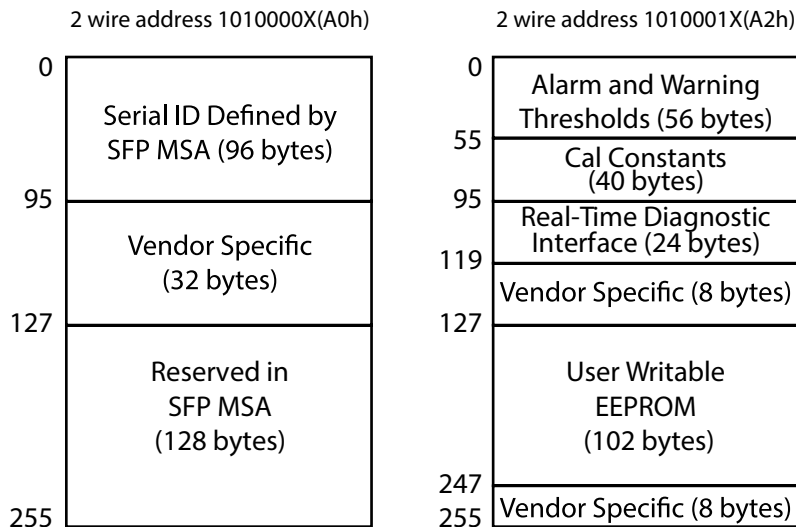 2 wire address 1010000X(A0h)
0
Serial ID Defined by
SFP MSA (96 bytes)
95
Vendor Specific
(32 bytes)
127
Reserved in
SFP MSA
(128 bytes)
255
2 wire address 1010001X(A2h)
0
Alarm and Warning
Thresholds (56 bytes)
55
Cal Constants
(40 bytes)
95
Real-Time Diagnostic
Interface (24 bytes)
119
Vendor Specific (8 bytes)
127
User Writable
EEPROM
(102 bytes)
247
Vendor Specific (8 bytes)
255